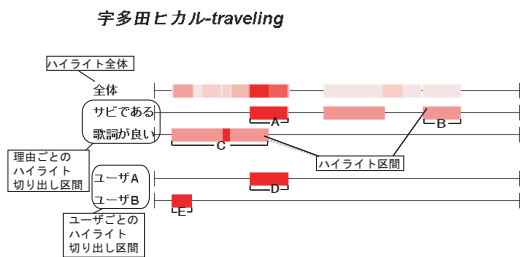 宇多田ヒカル-traveling
ハイライト全体
全体
サビである
A
B
歌詞が良い
C
理由ごとの
ハイライト
切り出し区間
ハイライト区間
ユーザA
D
ユーザB
E
ユーザごとの
ハイライト
切り出し区間